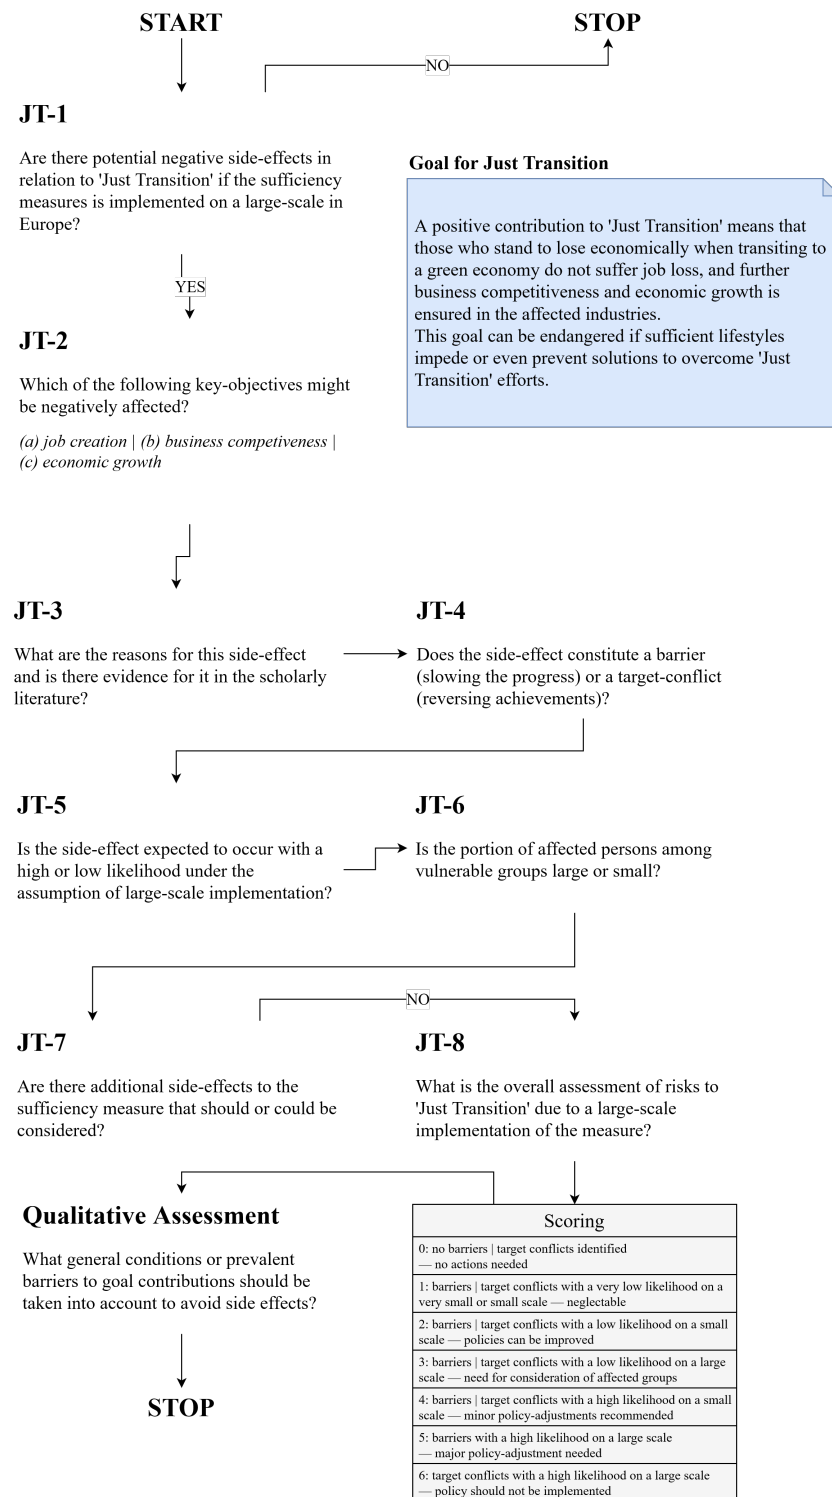 START
STOP
NO
JT-1
Are there potential negative side-effects in
relation to 'Just Transition' if the sufficiency
measures is implemented on a large-scale in
Europe?
Goal for Just Transition
A positive contribution to 'Just Transition' means that
those who stand to lose economically when transiting to
a green economy do not suffer job loss, and further
business competitiveness and economic growth is
ensured in the affected industries.
This goal can be endangered if sufficient lifestyles
impede or even prevent solutions to overcome 'Just
Transition' efforts.
YES
JT-2
Which of the following key-objectives might
be negatively affected?
(a) job creation | (b) business competiveness |
(c) economic growth
JT-3
What are the reasons for this side-effect
and is there evidence for it in the scholarly
literature?
JT-4
Does the side-effect constitute a barrier
(slowing the progress) or a target-conflict
(reversing achievements)?
JT-5
Is the side-effect expected to occur with a
high or low likelihood under the
assumption of large-scale implementation?
JT-6
Is the portion of affected persons among
vulnerable groups large or small?
NO
JT-7
Are there additional side-effects to the
sufficiency measure that should or could be
considered?
JT-8
What is the overall assessment of risks to
'Just Transition' due to a large-scale
implementation of the measure?
Qualitative Assessment
What general conditions or prevalent
barriers to goal contributions should be
taken into account to avoid side effects?
STOP
Scoring
0: no barriers | target conflicts identified
— no actions needed
1: barriers | target conflicts with a very low likelihood on a
very small or small scale — neglectable
2: barriers | target conflicts with a low likelihood on a small
scale — policies can be improved
3: barriers | target conflicts with a low likelihood on a large
scale — need for consideration of affected groups
4: barriers | target conflicts with a high likelihood on a small
scale — minor policy-adjustments recommended
5: barriers with a high likelihood on a large scale
— major policy-adjustment needed
6: target conflicts with a high likelihood on a large scale
— policy should not be implemented